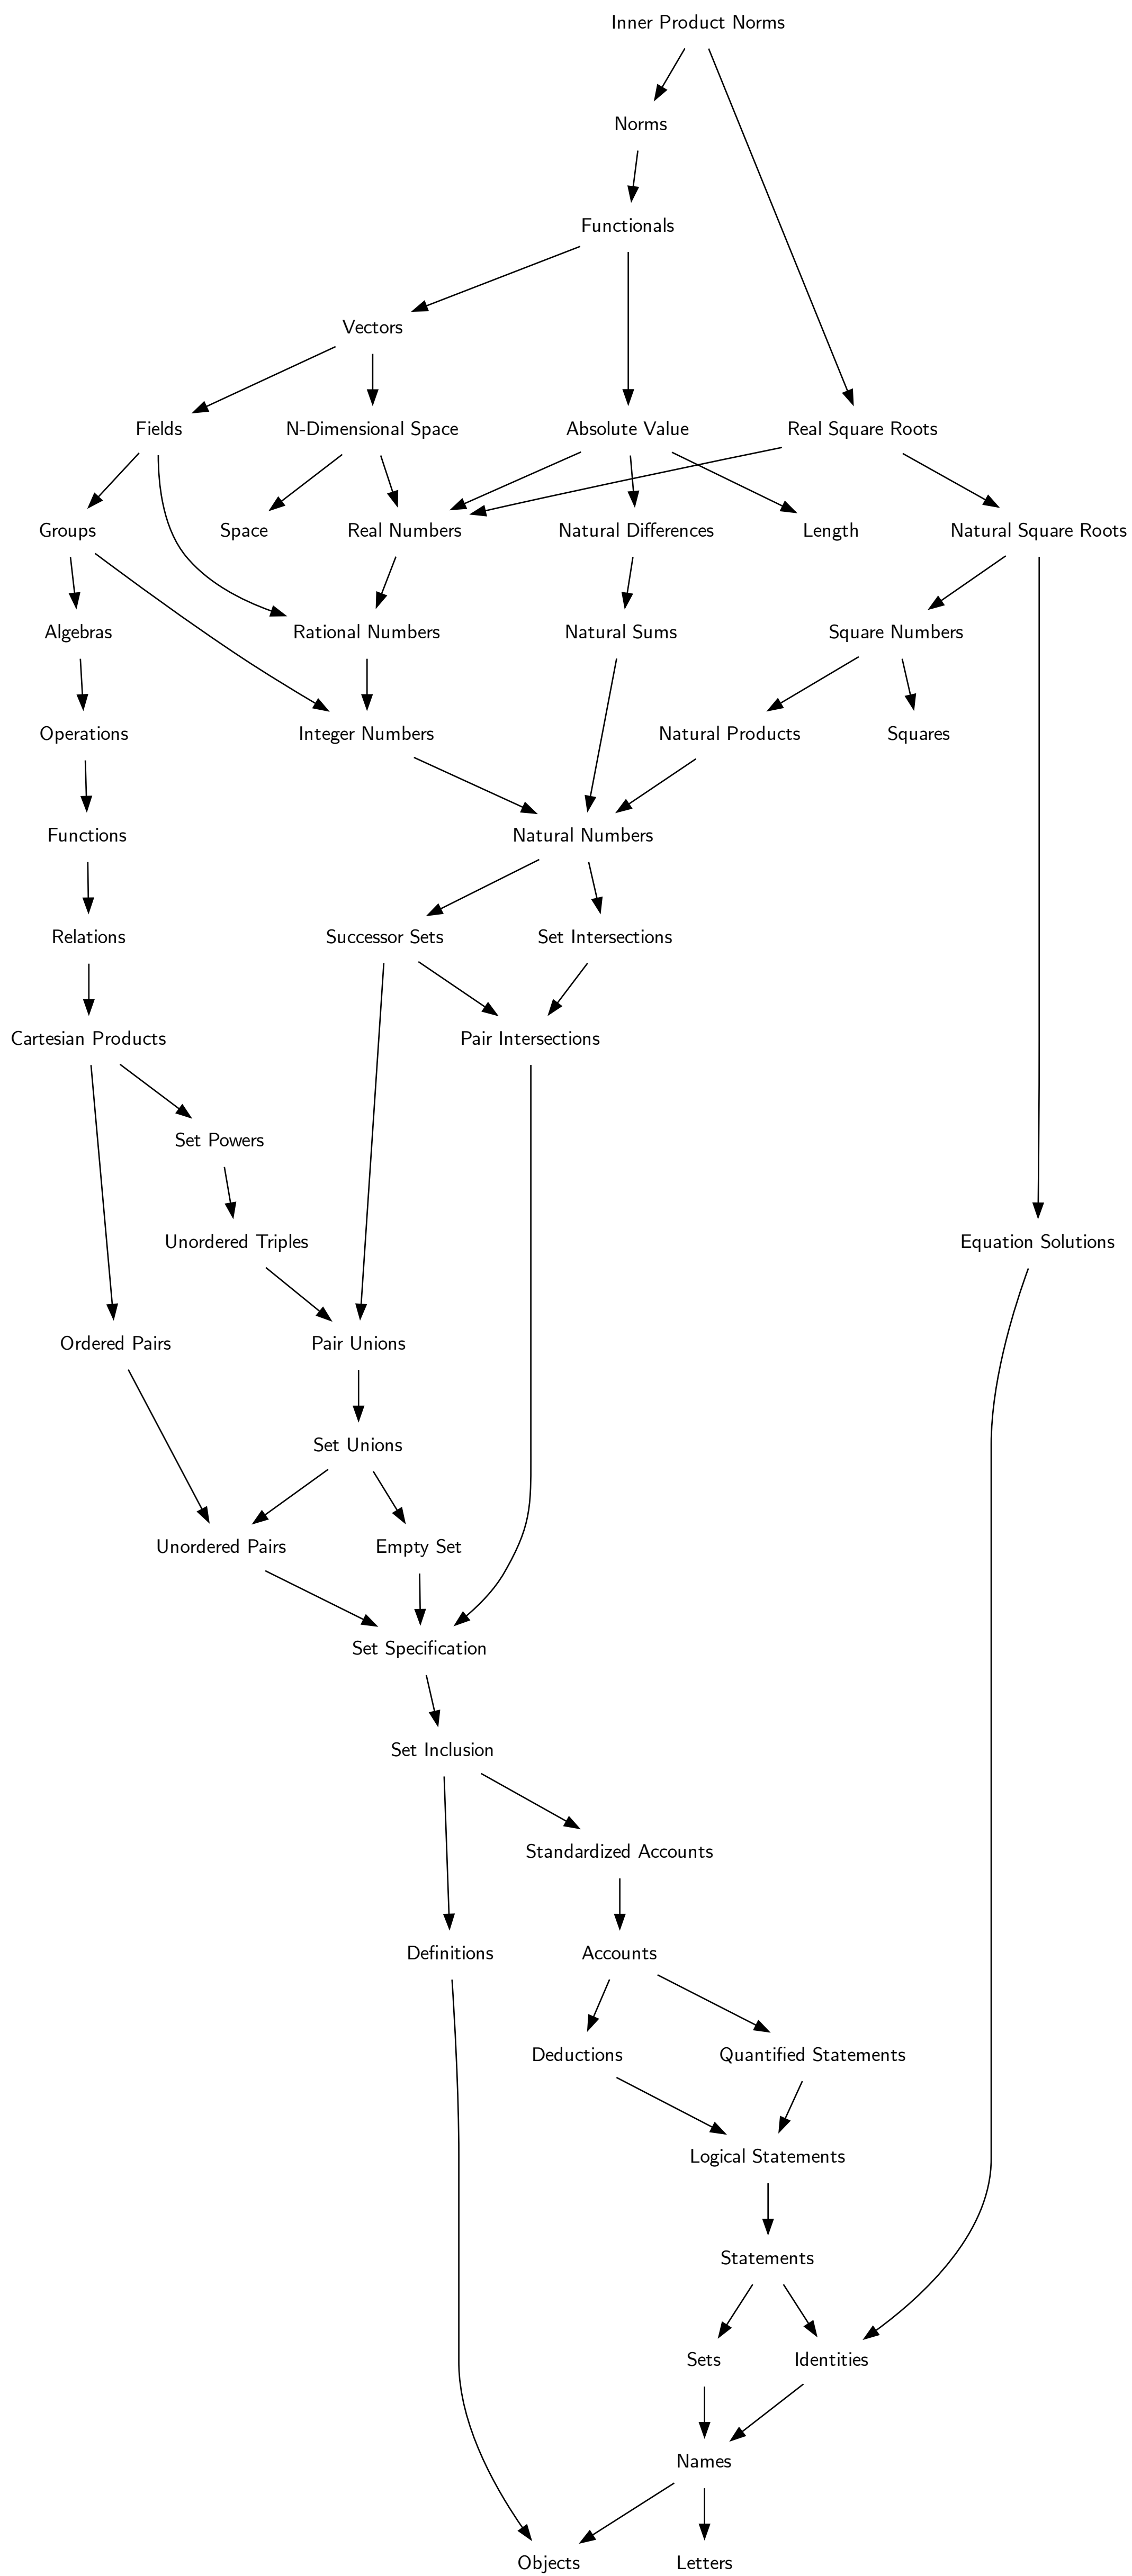 Inner Product Norms
Norms
Functionals
Vectors
Fields
N-Dimensional Space
Absolute Value
Real Square Roots
Groups
Space
Real Numbers
Natural Differences
Length
Natural Square Roots
Algebras
Rational Numbers
Natural Sums
Square Numbers
Operations
Integer Numbers
Natural Products
Squares
Functions
Natural Numbers
Relations
Successor Sets
Set Intersections
Cartesian Products
Pair Intersections
Set Powers
Unordered Triples
Equation Solutions
Ordered Pairs
Pair Unions
Set Unions
Unordered Pairs
Empty Set
Set Specification
Set Inclusion
Standardized Accounts
Definitions
Accounts
Deductions
Quantified Statements
Logical Statements
Statements
Sets
Identities
Names
Objects
Letters